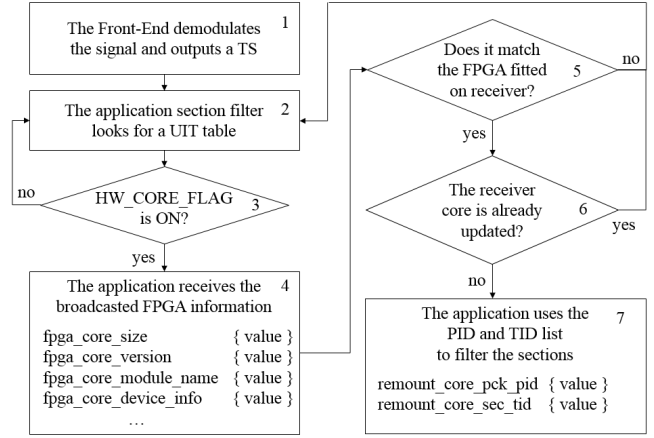 The Front-End demodulates 1
the signal and outputs a TS
The application section filter 2
looks for a UIT table
no
HW_CORE_FLAG 3
is ON?
yes
The application receives the 4
broadcasted FPGA information
fpga_core_size { value }
fpga_core_version { value }
fpga_core_module_name { value }
fpga_core_device_info { value }
...
Does it match
the FPGA fitted 5
on receiver?
no
yes
The receiver
core is already 6
updated?
yes
no
The application uses the 7
PID and TID list
to filter the sections
remount_core_pck_pid { value }
remount_core_sec_tid { value }